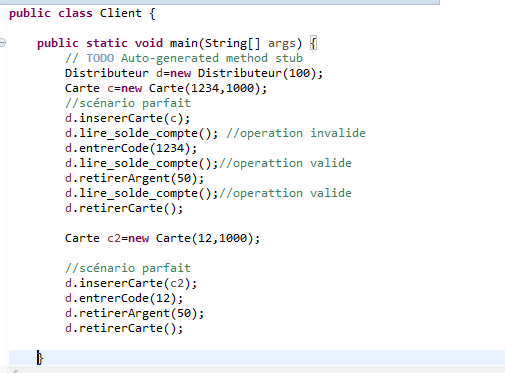 public class Client {
public static void main(String[] args) {
// TODO Auto-generated method stub
Distributeur d=new Distributeur(100);
Carte c=new Carte(1234,1000);
//scénario parfait
d.insererCarte(c);
d.lire_solde_compte(); //operation invalide
d.entrerCode(1234);
d.lire_solde_compte();//operattion valide
d.retirerArgent(50);
d.lire_solde_compte();//operattion valide
d.retirerCarte();
Carte c2=new Carte(12,1000);
//scénario parfait
d.insererCarte(c2);
d.entrerCode(12);
d.retirerArgent(50);
d.retirerCarte();
}